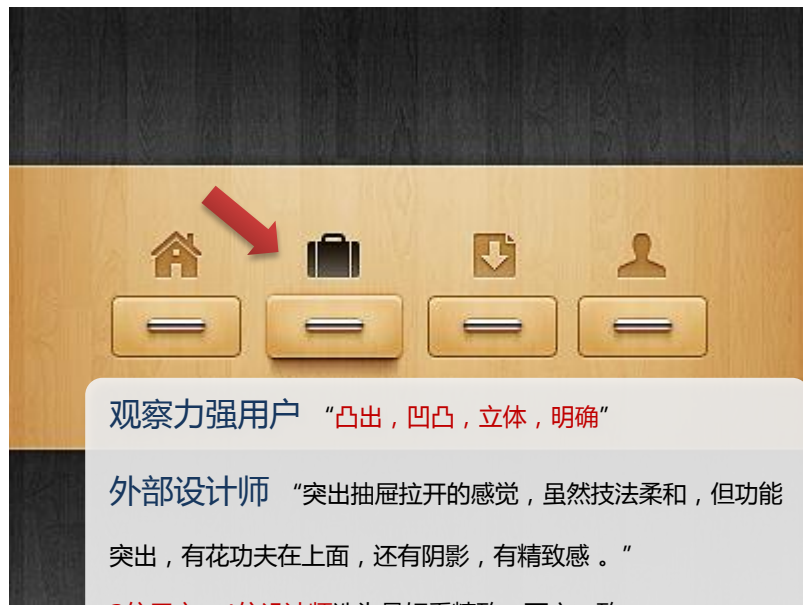 观察力强用户 “凸出，凹凸，立体，明确”
外部设计师 “突出抽屉拉开的感觉，虽然技法柔和，但功能
突出，有花功夫在上面，还有阴影，有精致感 。”